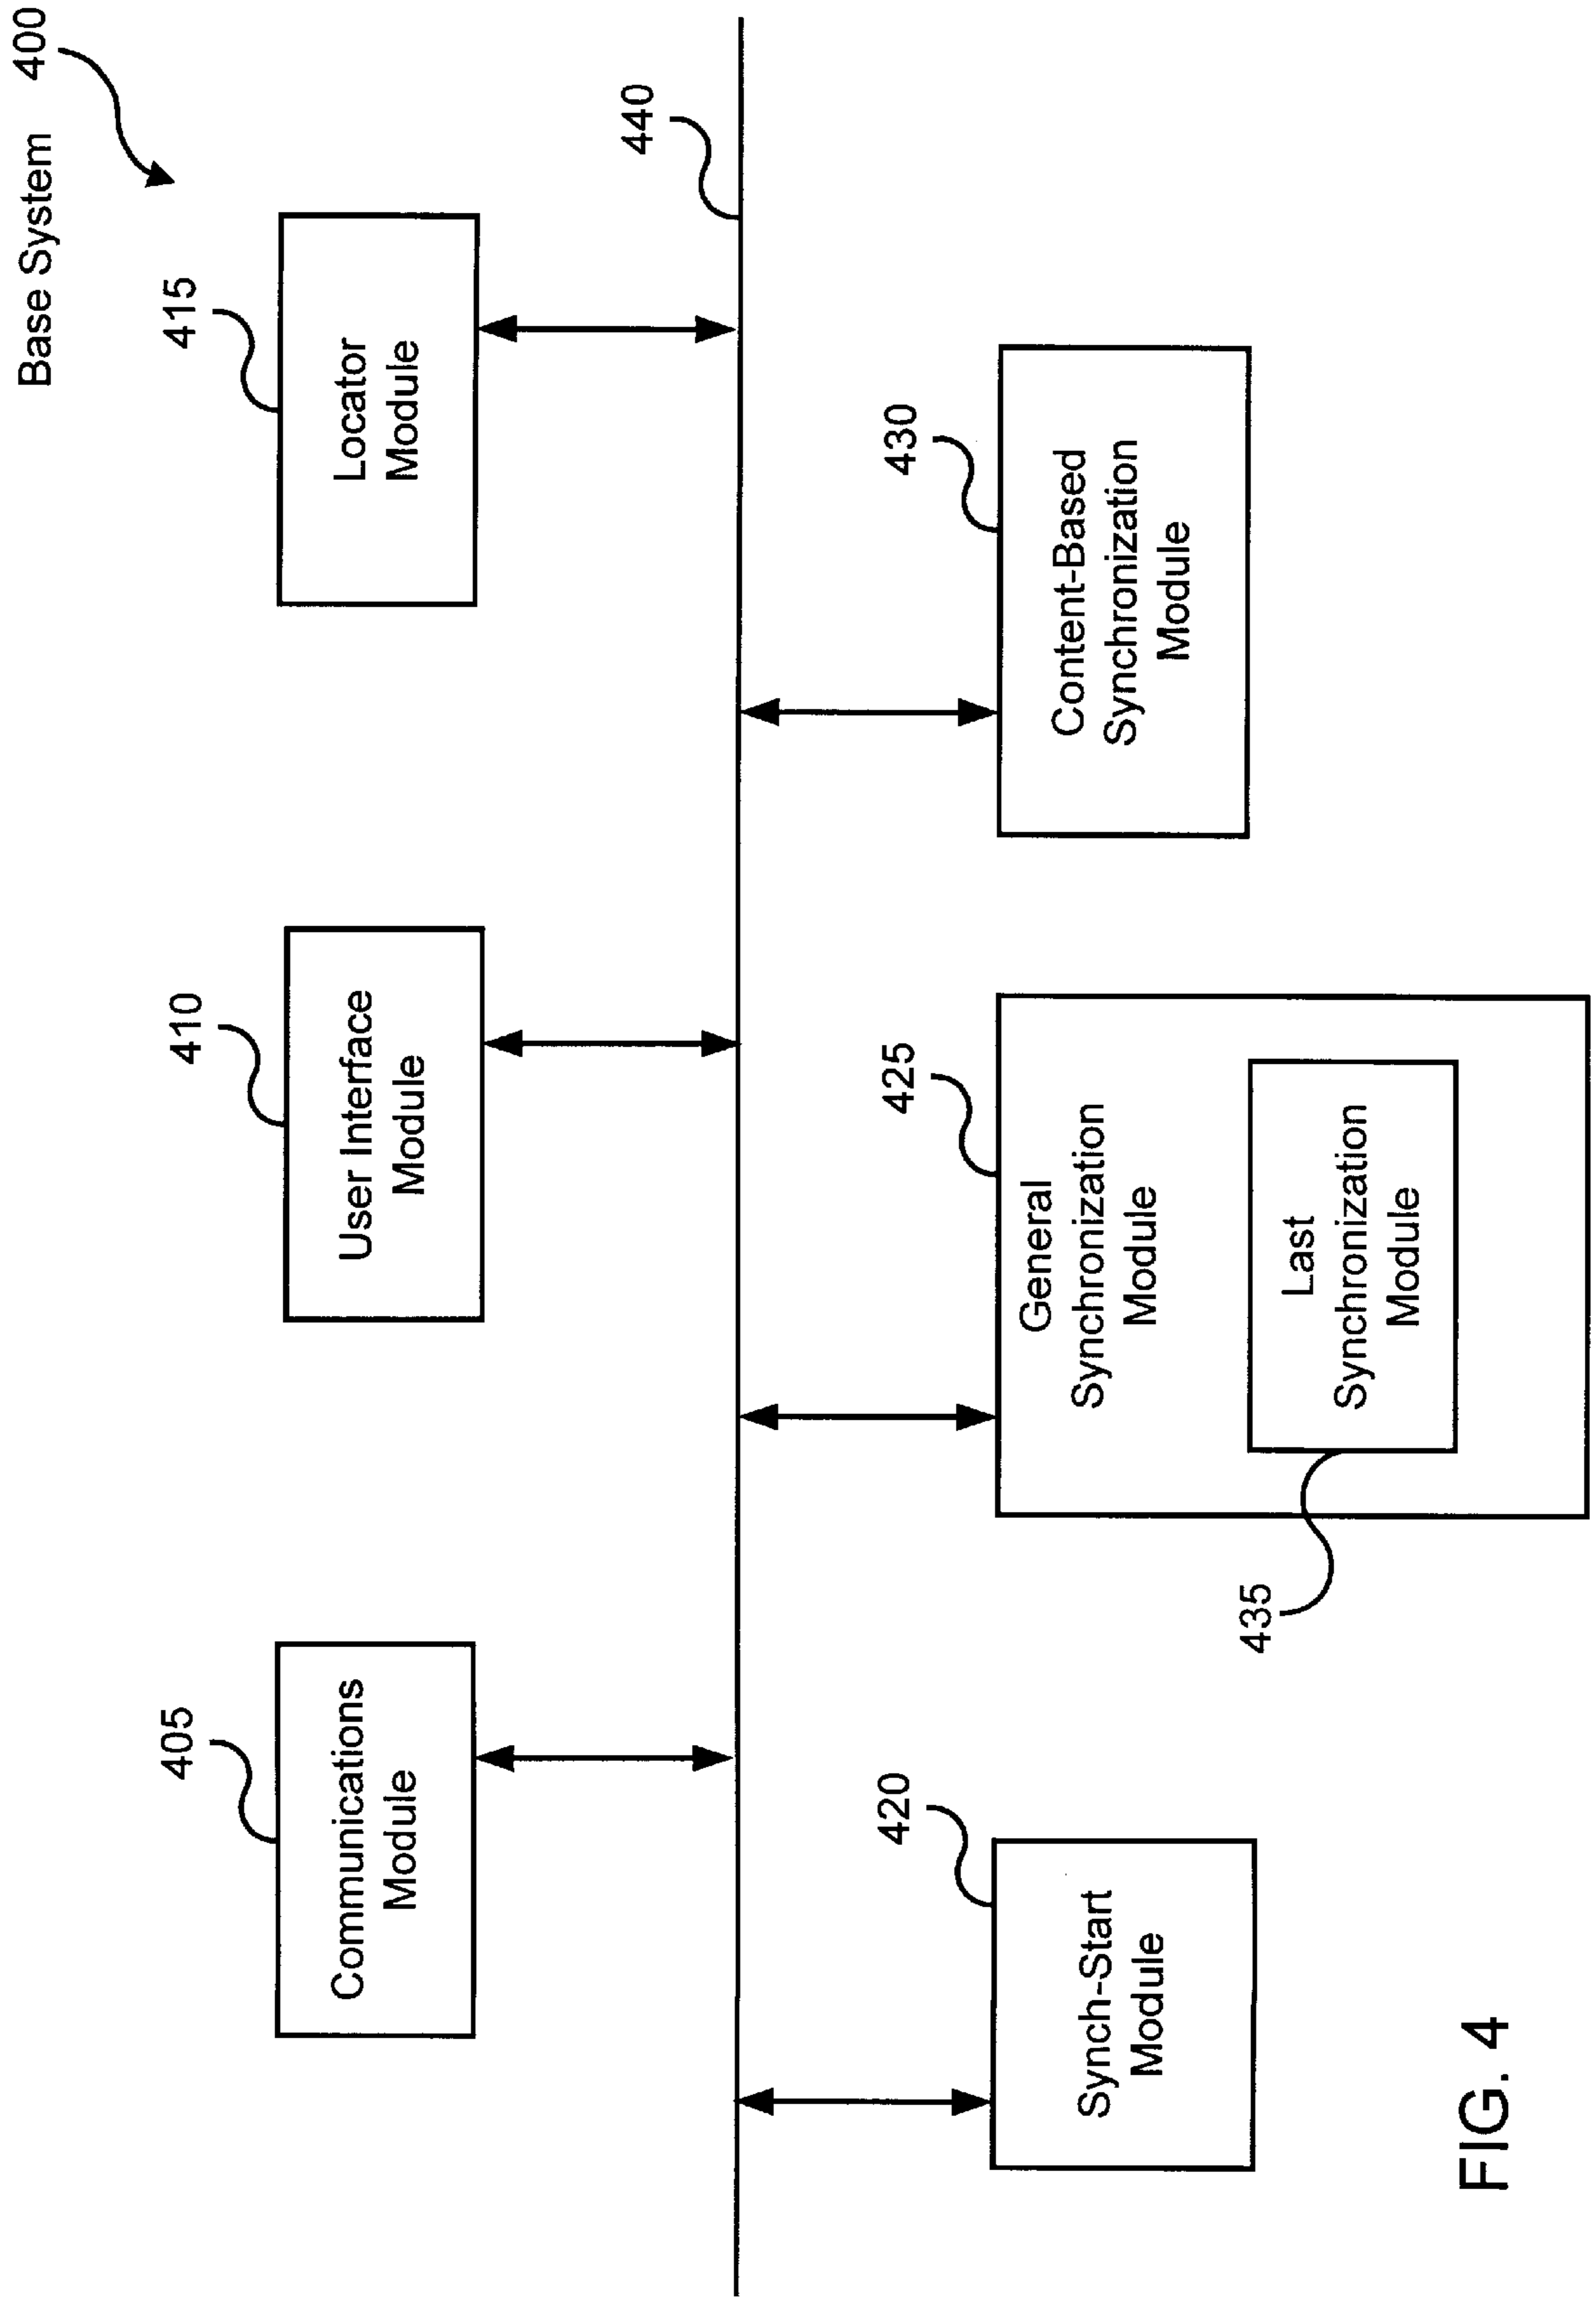 Base System 400
405
Communications
Module
410
User Interface
Module
415
Locator
Module
440
420
Synch-Start
Module
425
General
Synchronization
Module
435
Last
Synchronization
Module
430
Content-Based
Synchronization
Module
FIG. 4